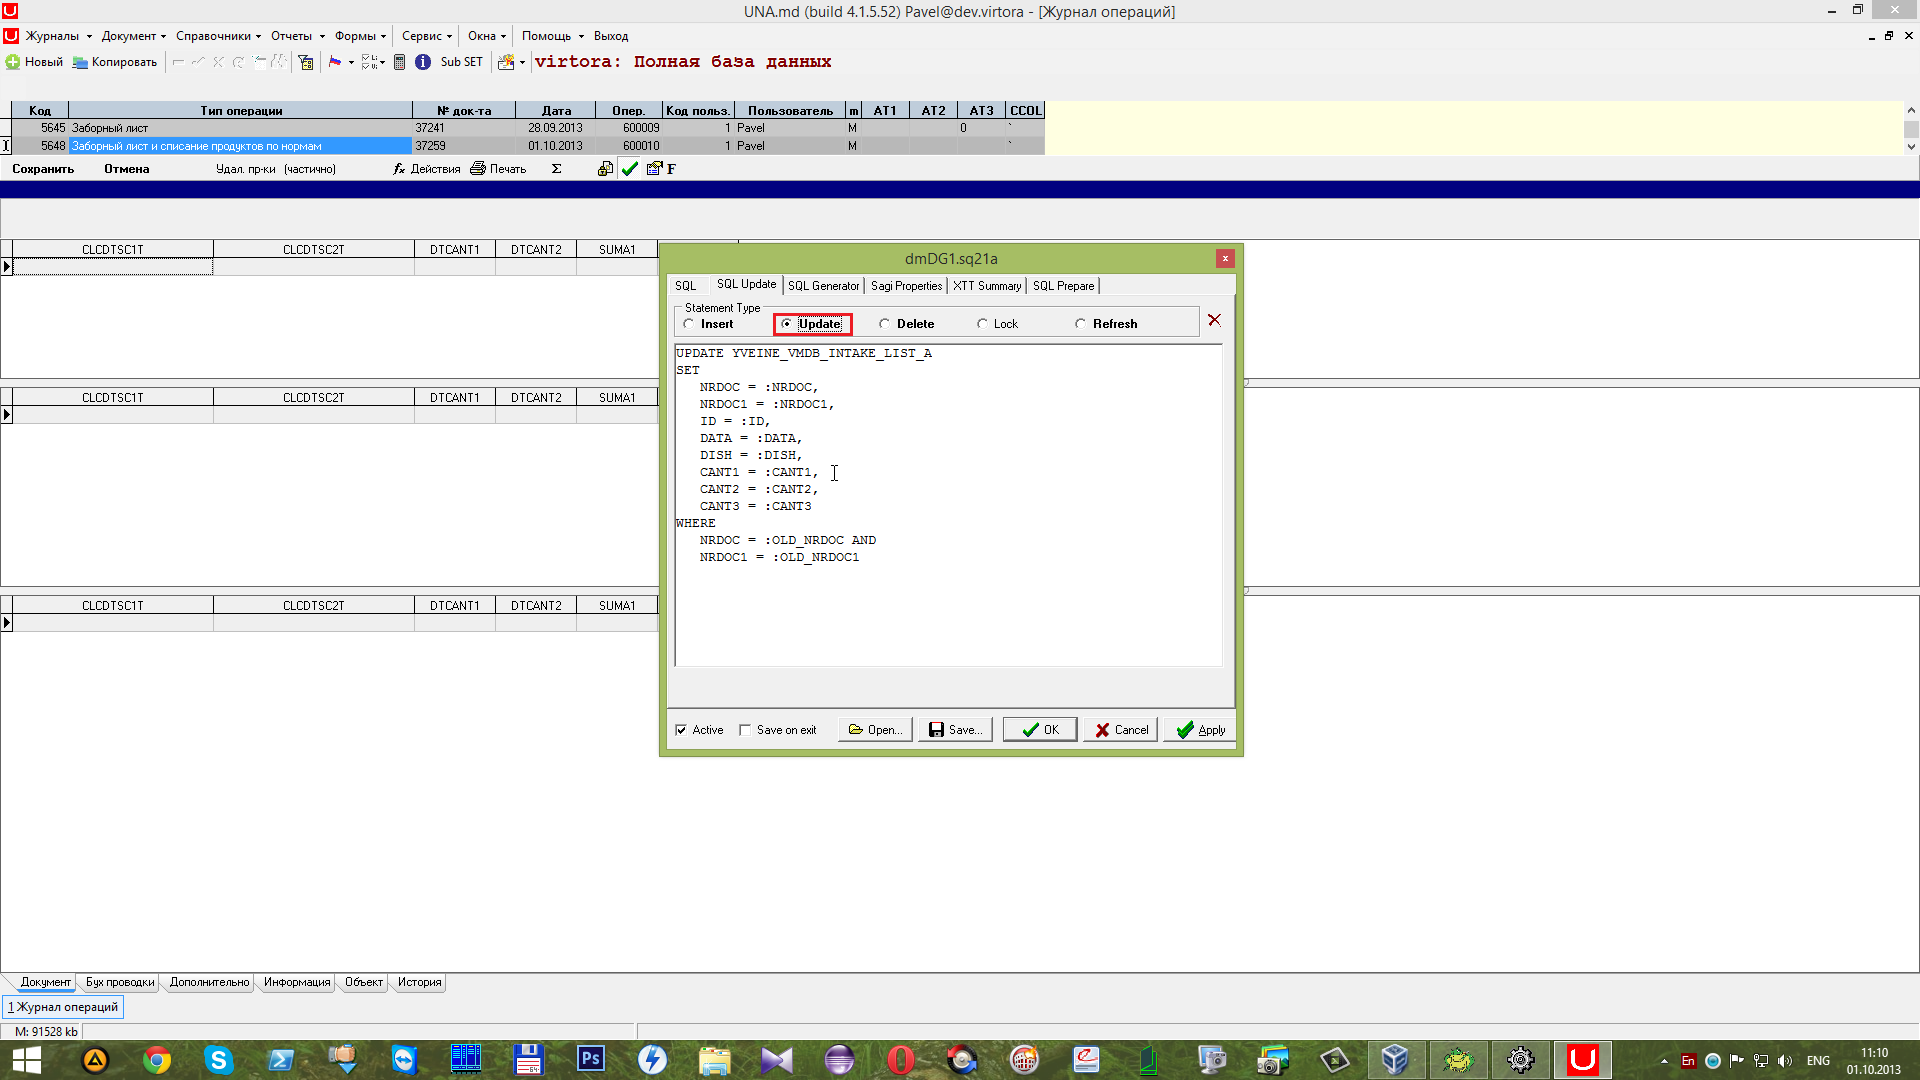 UNA.md (build 4.1.5.52) Pavel@dev.virtora - [Журнал операций]
Журналы Документ Справочники Отчеты Формы Сервис Окна Помощь Выход
Новый Копировать Sub SET virtora: Полная база данных
Код Тип операции № док-та Дата Опер. Код польз. Пользователь m AT1 AT2 AT3 CCOL
5645 Заборный лист 37241 28.09.2013 600009 1 Pavel M 0 `
5648 Заборный лист и списание продуктов по нормам 37259 01.10.2013 600010 1 Pavel M `
Сохранить Отмена Удал. пр-ки (частично) fx Действия Печать Σ F
CLCDTSC1T CLCDTSC2T DTCANT1 DTCANT2 SUMA1
CLCDTSC1T CLCDTSC2T DTCANT1 DTCANT2 SUMA1
CLCDTSC1T CLCDTSC2T DTCANT1 DTCANT2 SUMA1
dmDG1.sq21a
SQL SQL Update SQL Generator Sagi Properties XTT Summary SQL Prepare
Statement Type
Insert Update Delete Lock Refresh
UPDATE YVEINE_VMDB_INTAKE_LIST_A
SET
NRDOC = :NRDOC,
NRDOC1 = :NRDOC1,
ID = :ID,
DATA = :DATA,
DISH = :DISH,
CANT1 = :CANT1,
CANT2 = :CANT2,
CANT3 = :CANT3
WHERE
NRDOC = :OLD_NRDOC AND
NRDOC1 = :OLD_NRDOC1
Active Save on exit Open... Save... OK Cancel Apply
Документ Бух проводки Дополнительно Информация Объект История
1 Журнал операций
M: 91528 kb
Ps 64 En ENG 11:10
01.10.2013